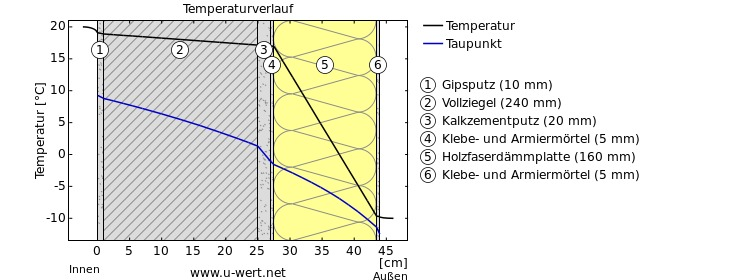 Temperaturverlauf
Temperatur [°C]
20
15
10
5
0
-5
-10
1 2 3 4 5 6
0 5 10 15 20 25 30 35 40 45
[cm]
Innen
www.u-wert.net
Außen
Temperatur
Taupunkt
1 Gipsputz (10 mm)
2 Vollziegel (240 mm)
3 Kalkzementputz (20 mm)
4 Klebe- und Armiermörtel (5 mm)
5 Holzfaserdämmplatte (160 mm)
6 Klebe- und Armiermörtel (5 mm)